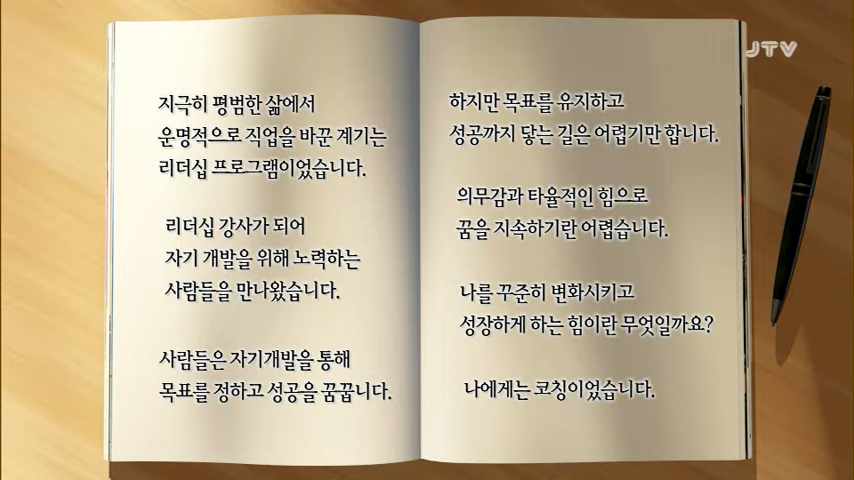 지극히 평범한 삶에서
운명적으로 직업을 바꾼 계기는
리더십 프로그램이었습니다.
리더십 강사가 되어
자기 개발을 위해 노력하는
사람들을 만나왔습니다.
사람들은 자기개발을 통해
목표를 정하고 성공을 꿈꿉니다.
하지만 목표를 유지하고
성공까지 닿는 길은 어렵기만 합니다.
의무감과 타율적인 힘으로
꿈을 지속하기란 어렵습니다.
나를 꾸준히 변화시키고
성장하게 하는 힘이란 무엇일까요?
나에게는 코칭이었습니다.
JTV